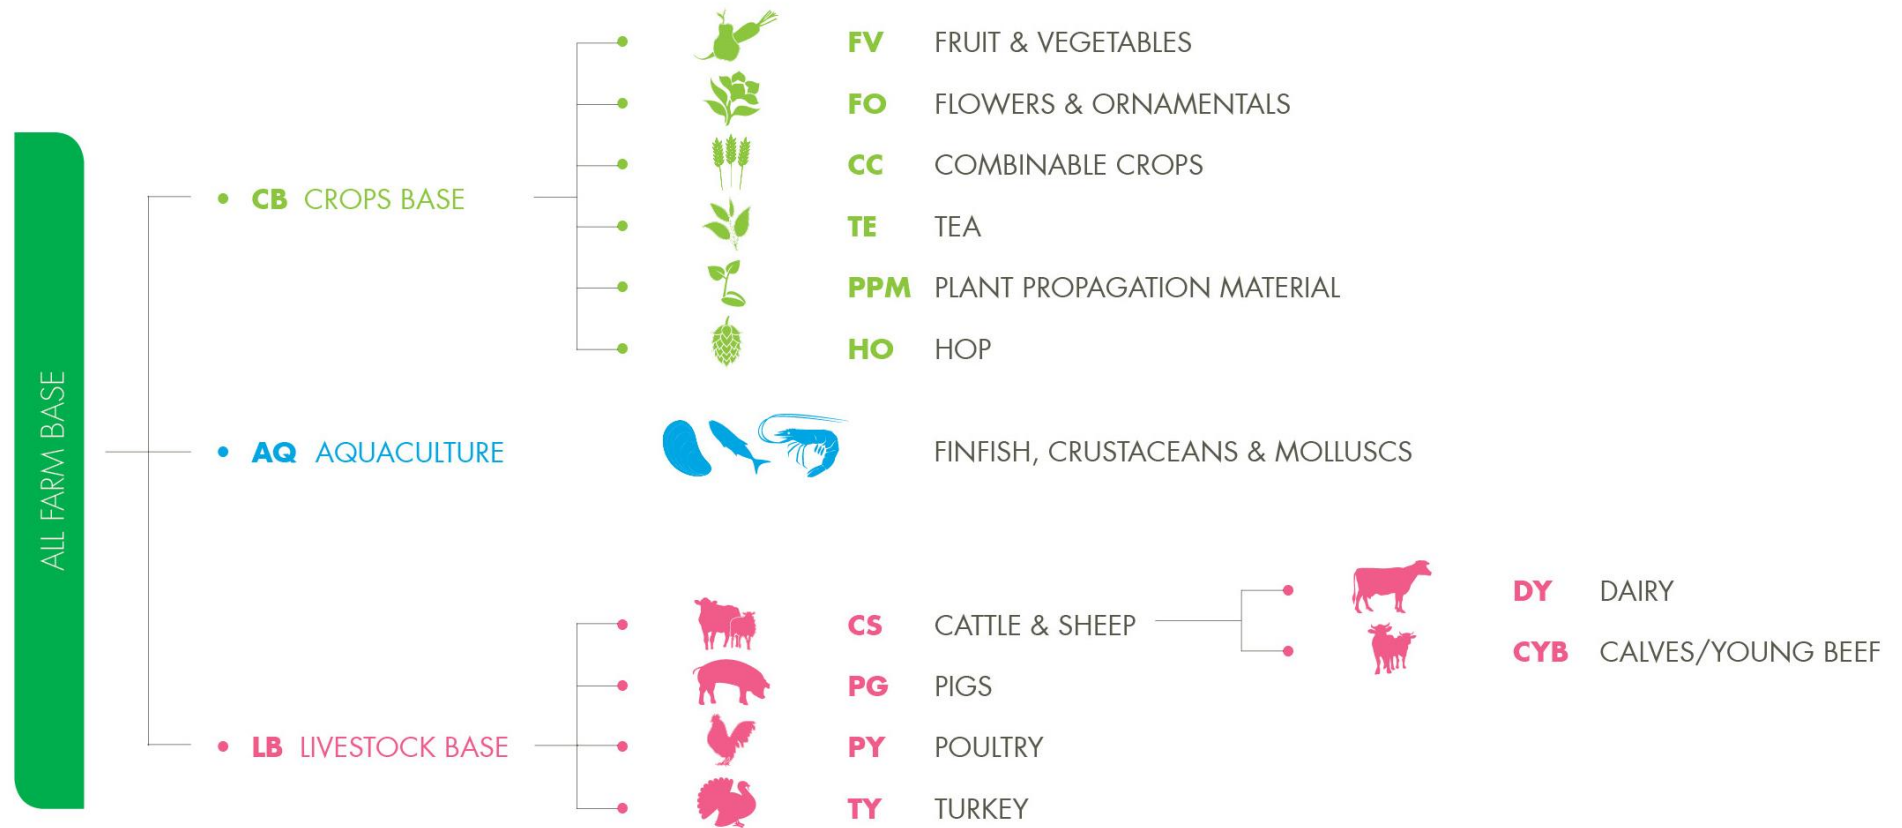 ALL FARM BASE
CB CROPS BASE
FV FRUIT & VEGETABLES
FO FLOWERS & ORNAMENTALS
CC COMBINABLE CROPS
TE TEA
PPM PLANT PROPAGATION MATERIAL
HO HOP
AQ AQUACULTURE
FINFISH, CRUSTACEANS & MOLLUSCS
LB LIVESTOCK BASE
CS CATTLE & SHEEP
DY DAIRY
CYB CALVES/YOUNG BEEF
PG PIGS
PY POULTRY
TY TURKEY